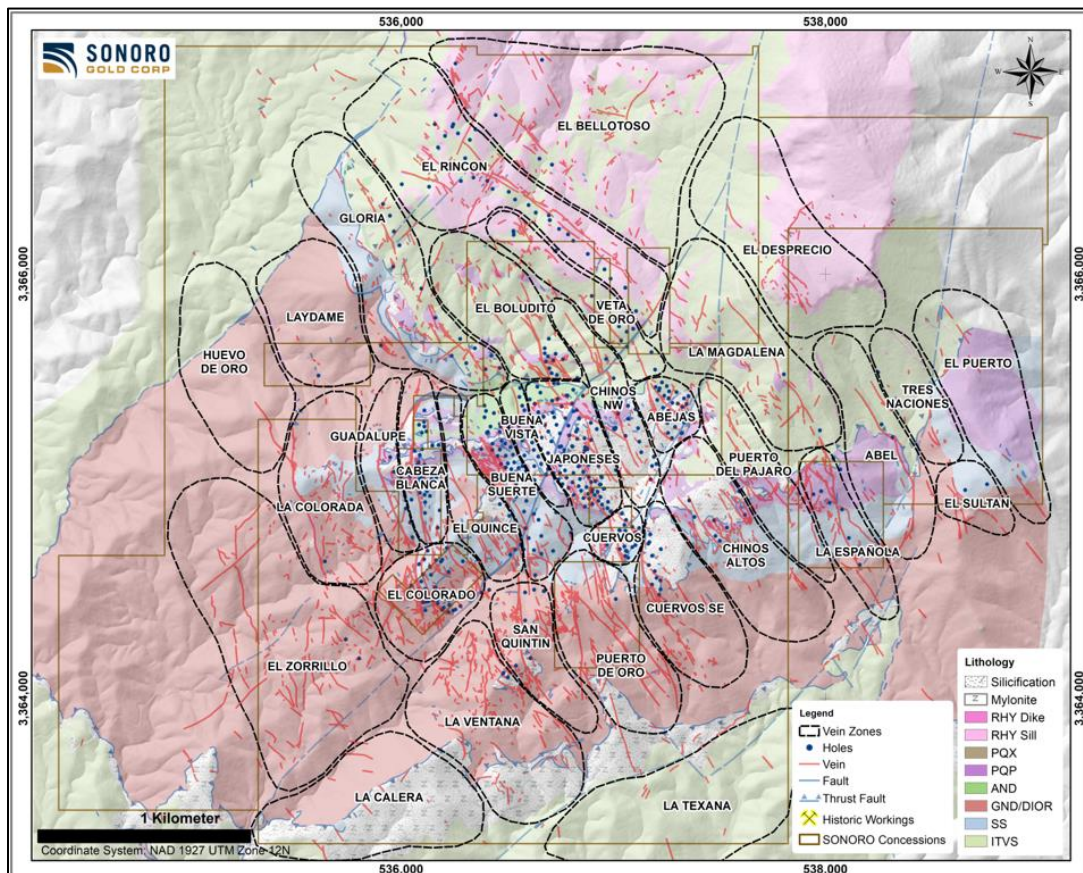 536,000
538,000
SONORO
GOLD CORP
N
W
E
S
EL BELLOTOSO
EL RINCON
GLORIA
3,366,000
3,366,000
EL DESPRECIO
LAYDAME
EL BOLUDITO
VETA
DE ORO
HUEVO
DE ORO
LA MAGDALENA
EL PUERTO
TRES
NACIONES
CHINOS
NW
ABEJAS
BUENA
VISTA
GUADALUPE
CABEZA
BLANCA
JAPONESES
PUERTO
DEL PAJARO
ABEL
BUENA
SUERTE
LA COLORADA
EL SULTAN
EL QUINCE
CUERVOS
CHINOS
ALTOS
LA ESPAÑOLA
EL COLORADO
CUERVOS SE
SAN
QUINTIN
EL ZORRILLO
PUERTO
DE ORO
3,364,000
3,364,000
LA VENTANA
LA CALERA
LA TEXANA
Lithology
Silicification
Mylonite
RHY Dike
RHY Sill
PQX
PQP
AND
GND/DIOR
SS
ITVS
Legend
Vein Zones
Holes
Vein
Fault
Thrust Fault
Historic Workings
SONORO Concessions
1 Kilometer
Coordinate System: NAD 1927 UTM Zone 12N
536,000
538,000